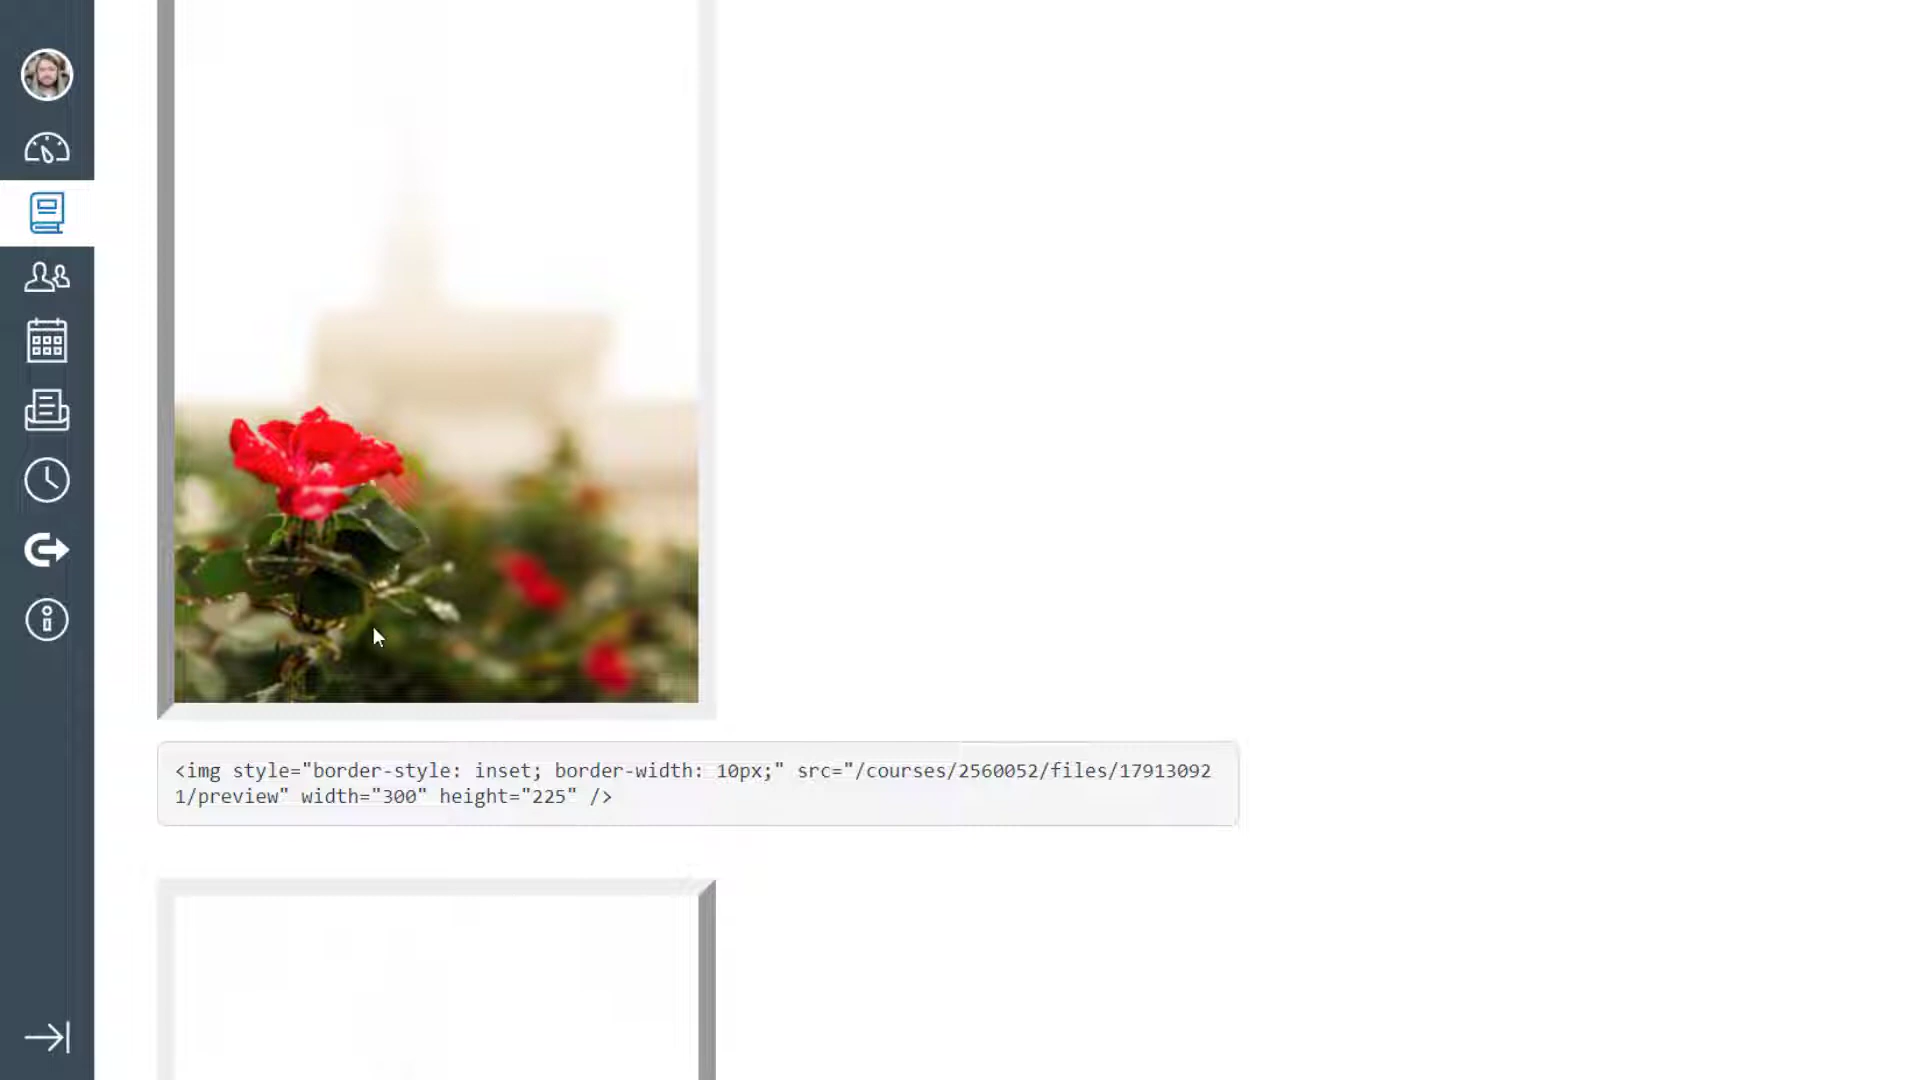 <img style="border-style: inset; border-width: 10px;" src="/courses/2560052/files/17913092
1/preview" width="300" height="225" />